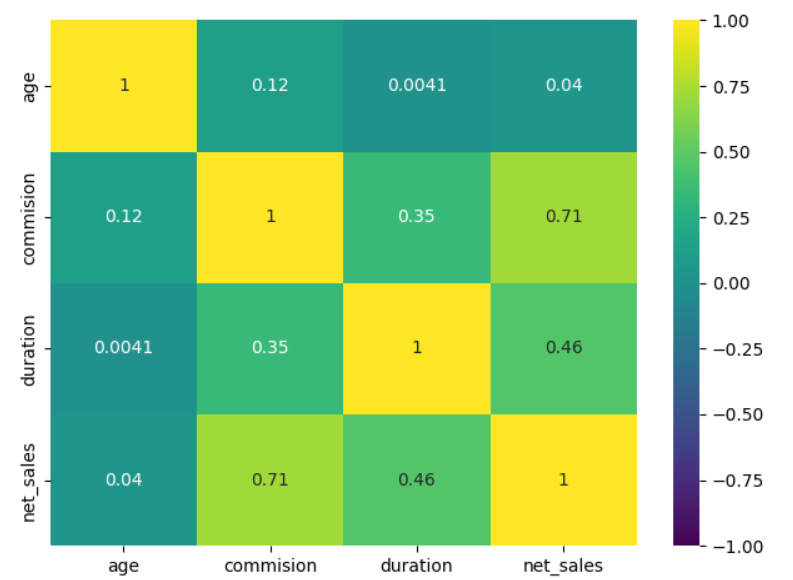 age 1 0.12 0.0041 0.04
commision 0.12 1 0.35 0.71
duration 0.0041 0.35 1 0.46
net_sales 0.04 0.71 0.46 1
age commision duration net_sales
1.00
0.75
0.50
0.25
0.00
−0.25
−0.50
−0.75
−1.00